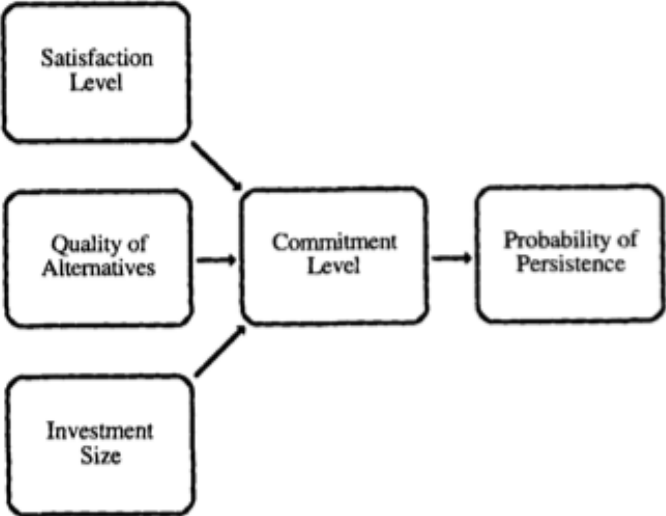 Satisfaction
Level
Quality of
Alternatives
Commitment
Level
Probability of
Persistence
Investment
Size